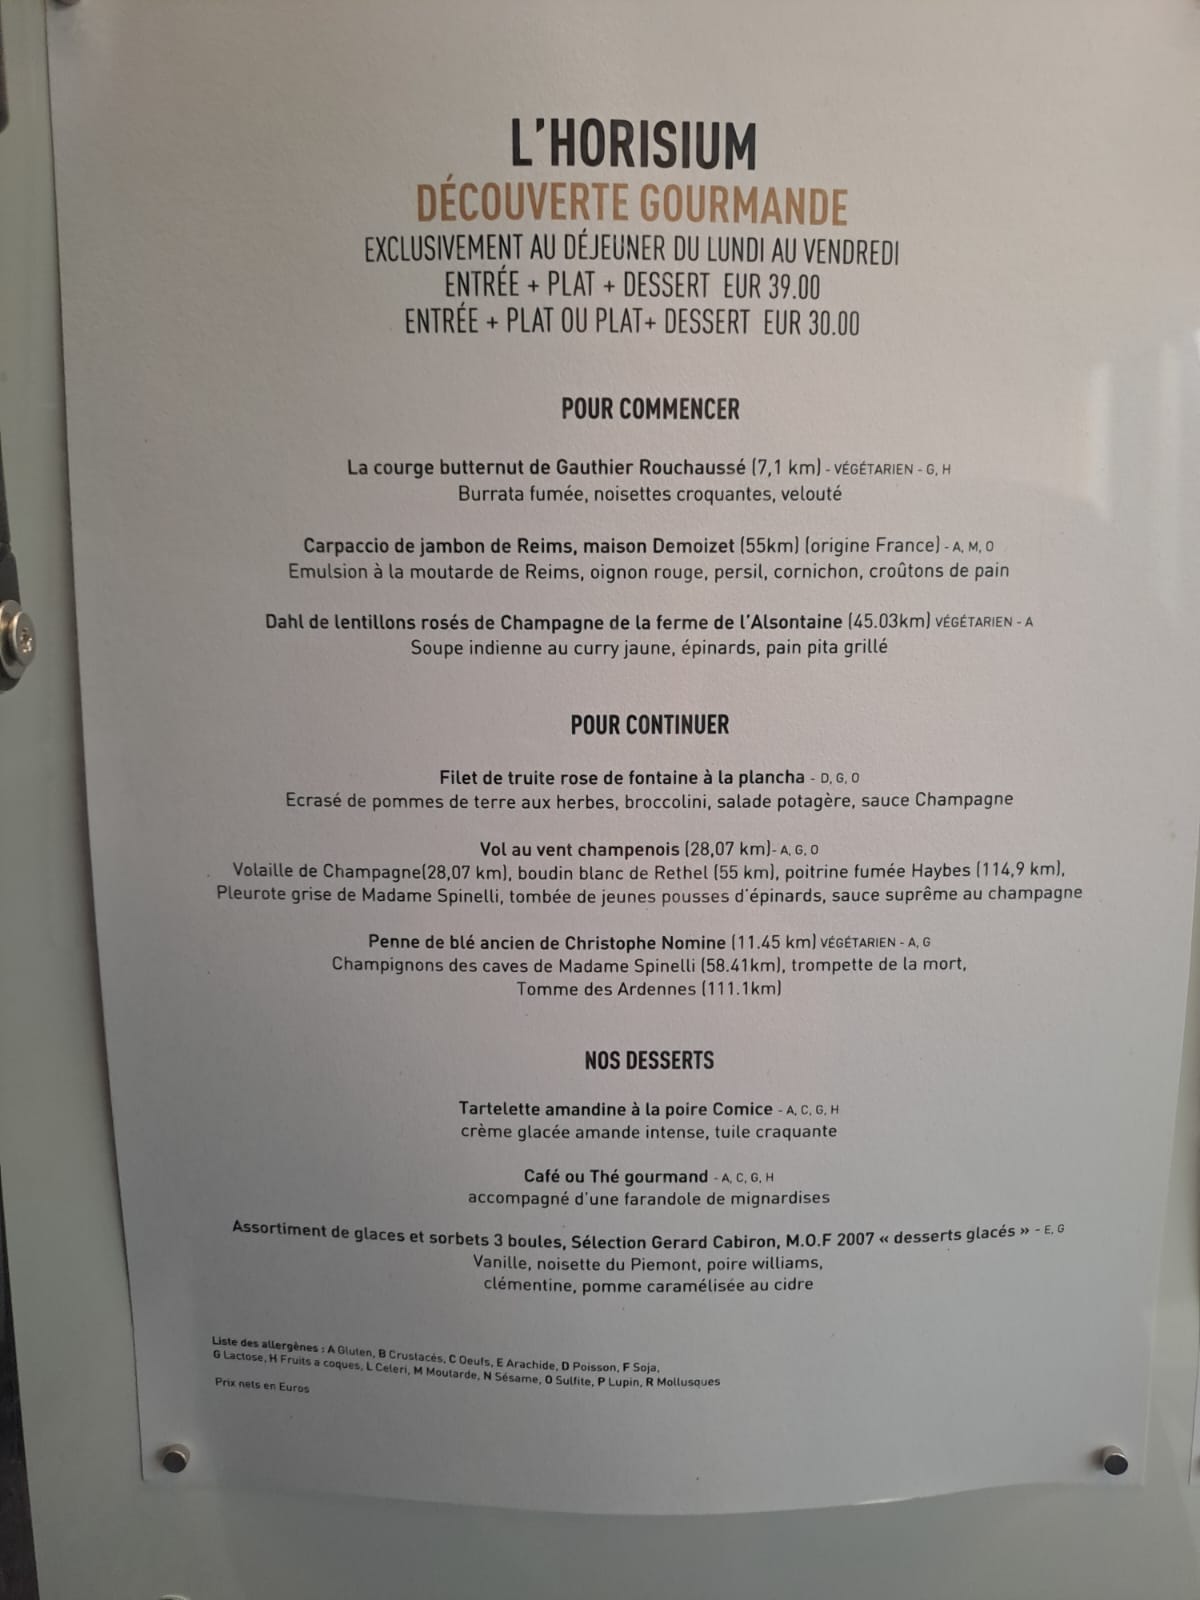 L'HORISIUM
DÉCOUVERTE GOURMANDE
EXCLUSIVEMENT AU DÉJEUNER DU LUNDI AU VENDREDI
ENTRÉE + PLAT + DESSERT EUR 39.00
ENTRÉE + PLAT OU PLAT+ DESSERT EUR 30.00
POUR COMMENCER
La courge butternut de Gauthier Rouchaussé (7,1 km) - VÉGÉTARIEN - G, H
Burrata fumée, noisettes croquantes, velouté
Carpaccio de jambon de Reims, maison Demoizet (55km) (origine France) - A, M, O
Emulsion à la moutarde de Reims, oignon rouge, persil, cornichon, croûtons de pain
Dahl de lentillons rosés de Champagne de la ferme de l'Alsontaine (45.03km) VÉGÉTARIEN - A
Soupe indienne au curry jaune, épinards, pain pita grillé
POUR CONTINUER
Filet de truite rose de fontaine à la plancha - D, G, O
Ecrasé de pommes de terre aux herbes, broccolini, salade potagère, sauce Champagne
Vol au vent champenois (28,07 km)- A, G, O
Volaille de Champagne(28,07 km), boudin blanc de Rethel (55 km), poitrine fumée Haybes (114,9 km),
Pleurote grise de Madame Spinelli, tombée de jeunes pousses d'épinards, sauce suprême au champagne
Penne de blé ancien de Christophe Nomine (11.45 km) VÉGÉTARIEN - A, G
Champignons des caves de Madame Spinelli (58.41km), trompette de la mort,
Tomme des Ardennes (111.1km)
NOS DESSERTS
Tartelette amandine à la poire Comice - A, C, G, H
crème glacée amande intense, tuile craquante
Café ou Thé gourmand - A, C, G, H
accompagné d'une farandole de mignardises
Assortiment de glaces et sorbets 3 boules, Sélection Gerard Cabiron, M.O.F 2007 « desserts glacés » - E, G
Vanille, noisette du Piemont, poire williams,
clémentine, pomme caramélisée au cidre
Liste des allergènes : A Gluten, B Crustacés, C Oeufs, E Arachide, D Poisson, F Soja,
G Lactose, H Fruits a coques, L Celeri, M Moutarde, N Sésame, O Sulfite, P Lupin, R Mollusques
Prix nets en Euros